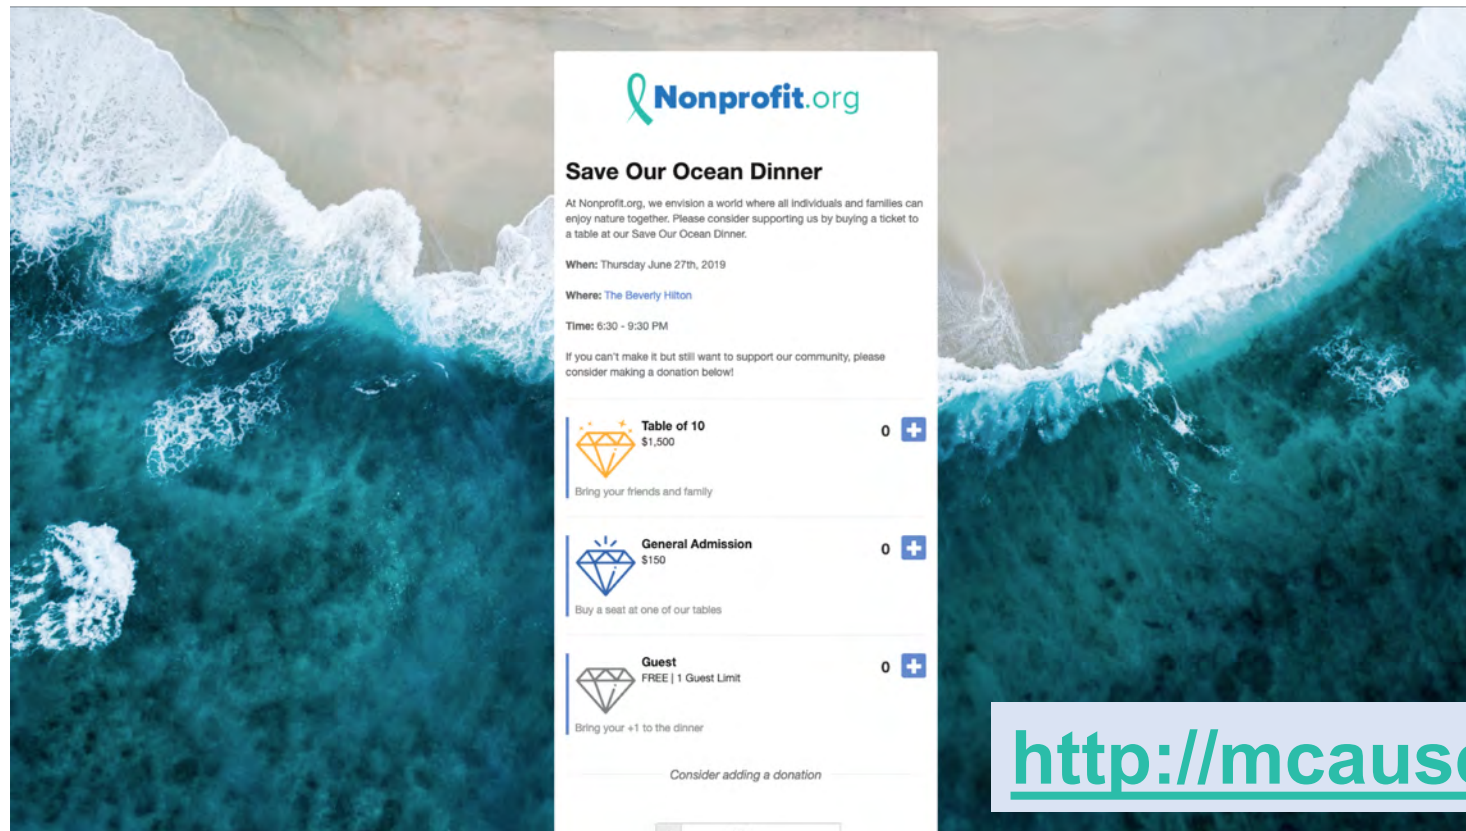 Nonprofit.org
Save Our Ocean Dinner
At Nonprofit.org, we envision a world where all individuals and families can
enjoy nature together. Please consider supporting us by buying a ticket to
a table at our Save Our Ocean Dinner.
When: Thursday June 27th, 2019
Where: The Beverly Hilton
Time: 6:30 - 9:30 PM
If you can't make it but still want to support our community, please
consider making a donation below!
Table of 10
$1,500
0
Bring your friends and family
General Admission
$150
0
Buy a seat at one of our tables
Guest
FREE | 1 Guest Limit
0
Bring your +1 to the dinner
Consider adding a donation